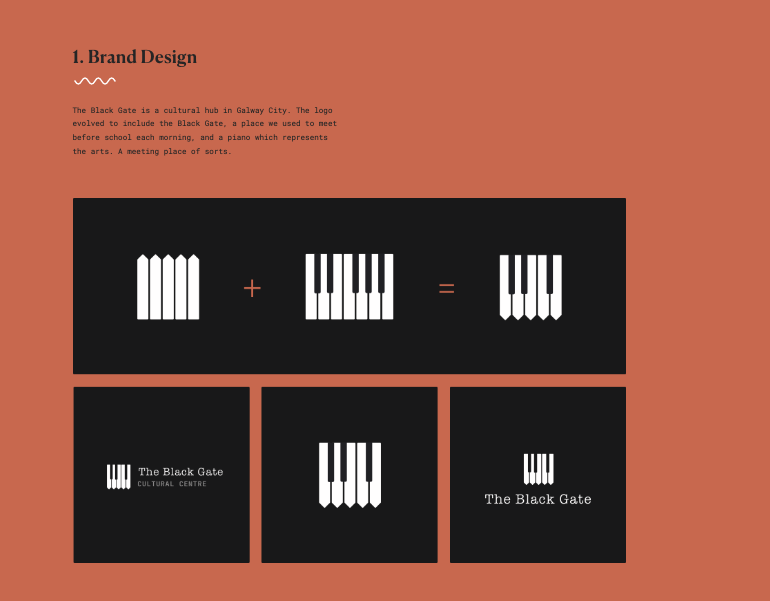 1. Brand Design
The Black Gate is a cultural hub in Galway City. The logo
evolved to include the Black Gate, a place we used to meet
before school each morning, and a piano which represents
the arts. A meeting place of sorts.
+ =
The Black Gate
CULTURAL CENTRE
The Black Gate